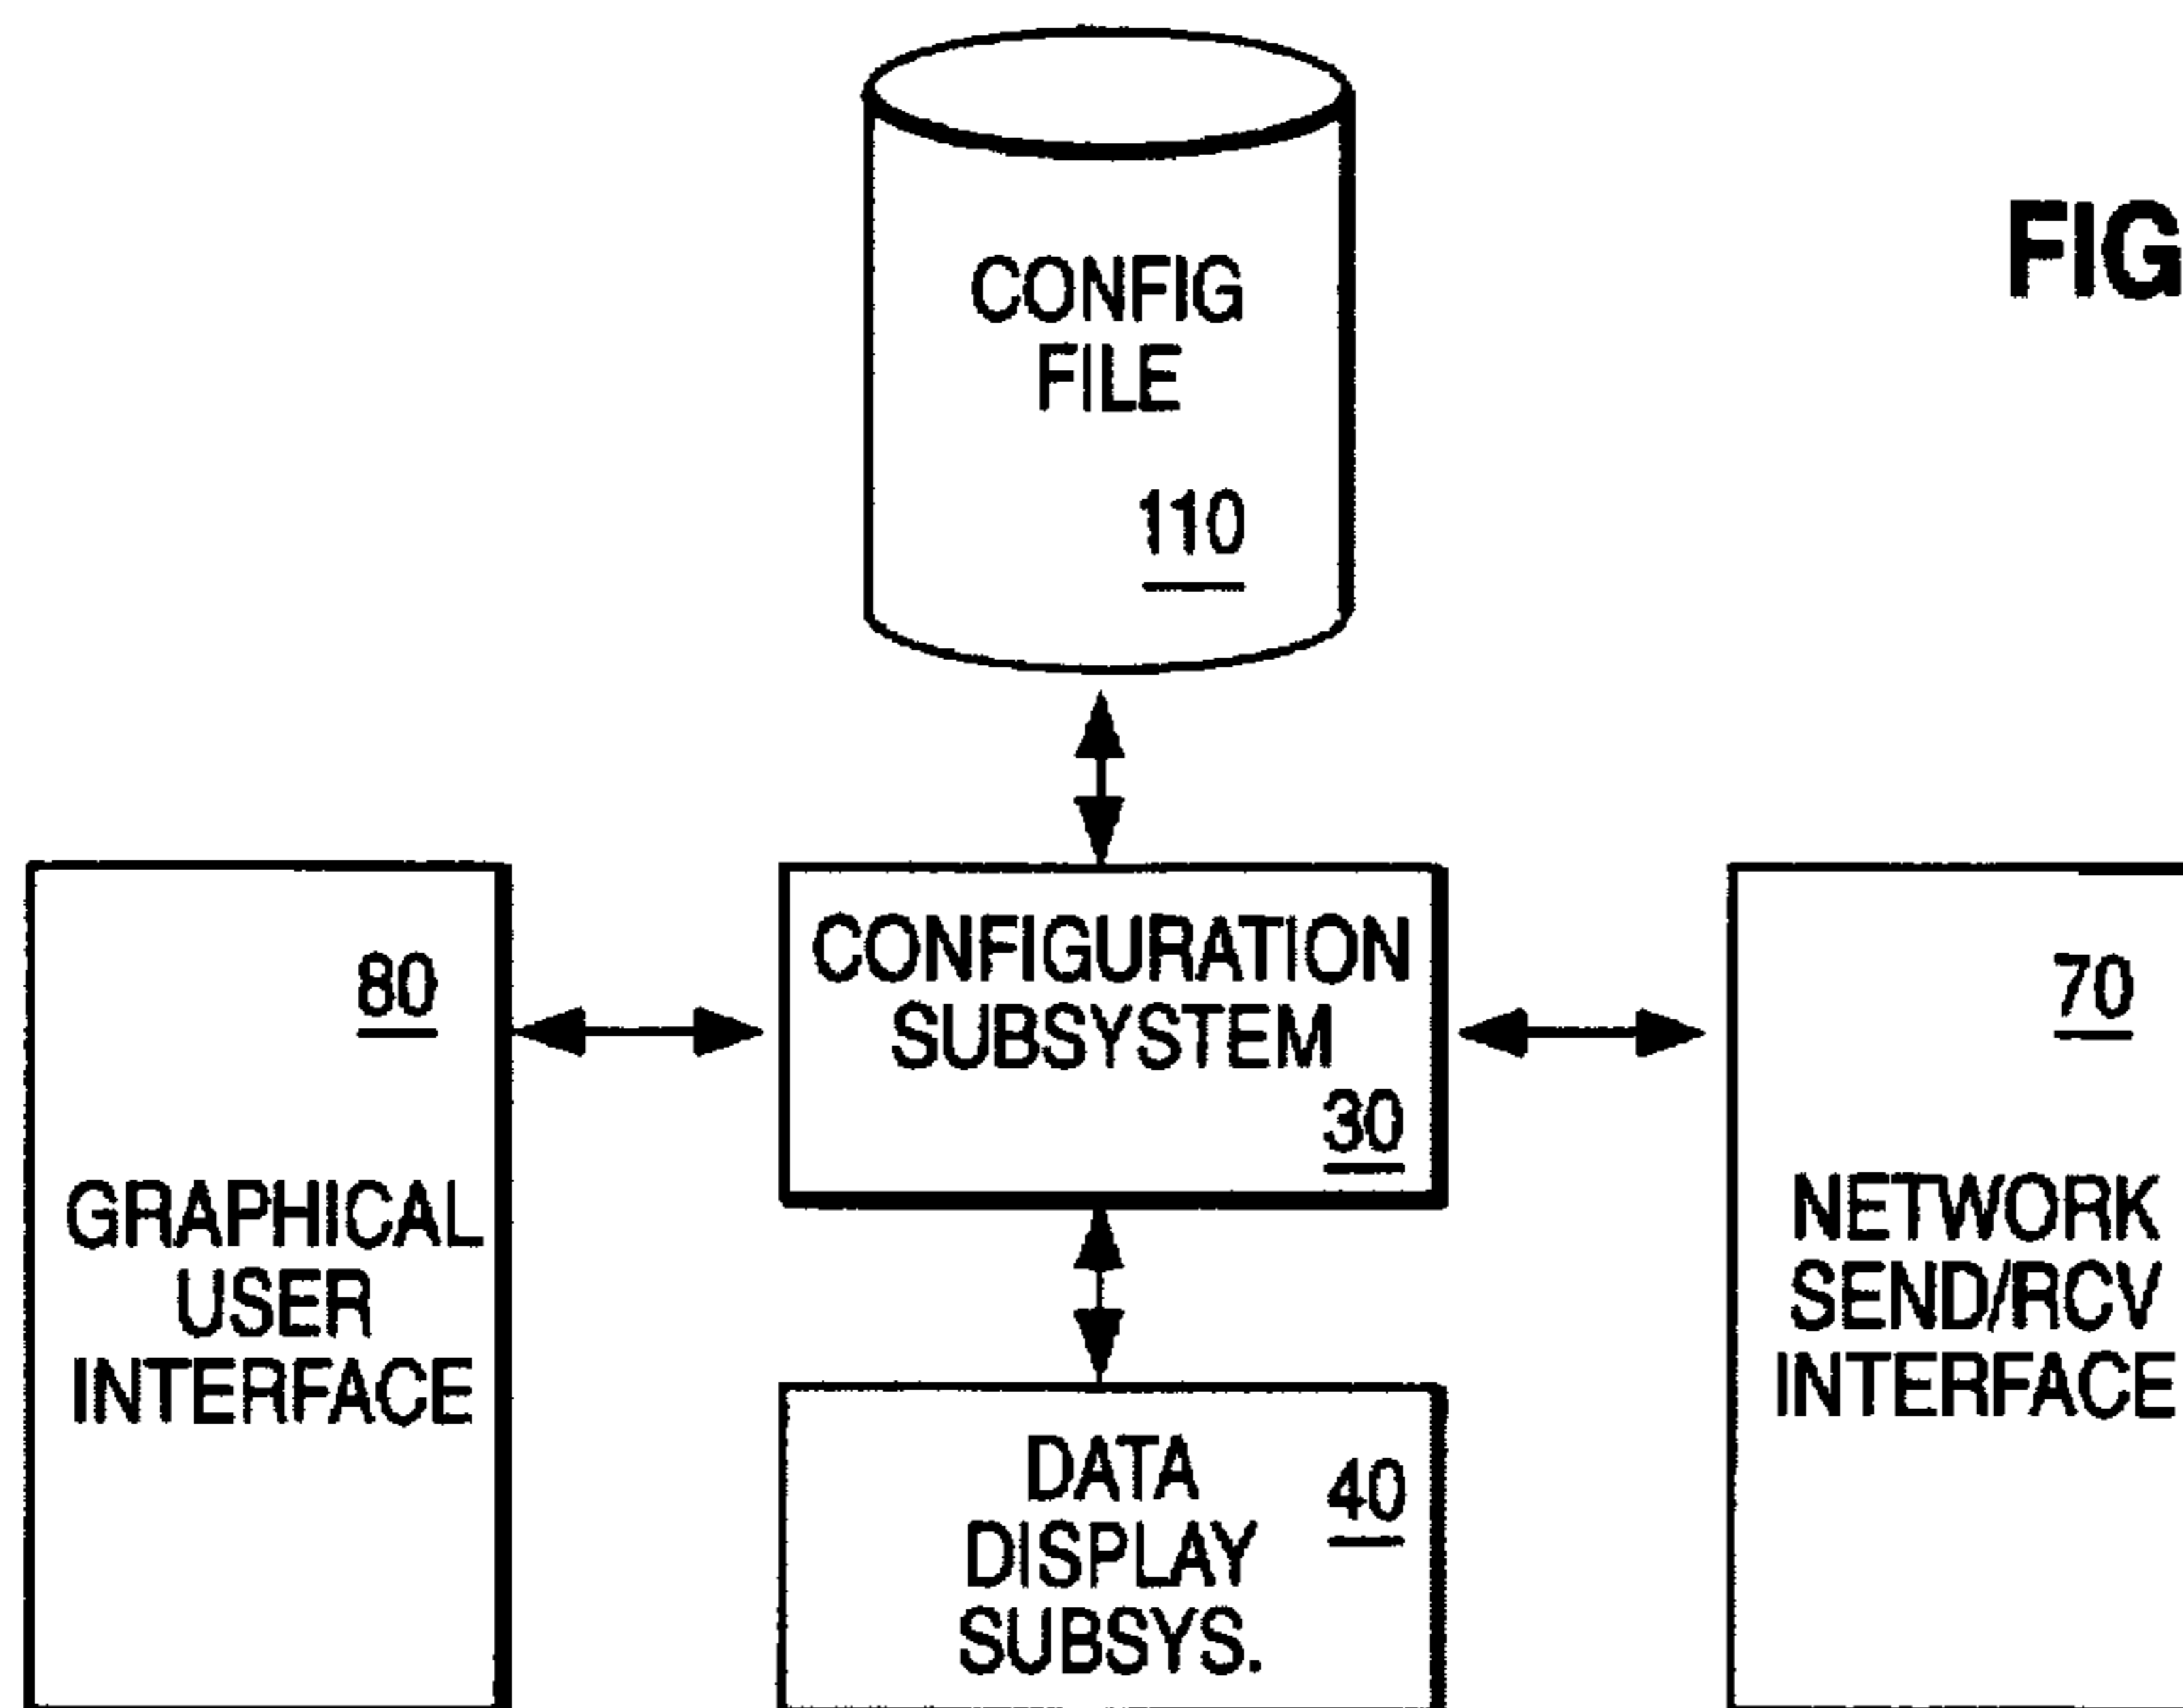 CONFIG
FILE
110
FIG
CONFIGURATION
SUBSYSTEM
30
80
GRAPHICAL
USER
INTERFACE
70
NETWORK
SEND/RCV
INTERFACE
DATA
DISPLAY
SUBSYS.
40